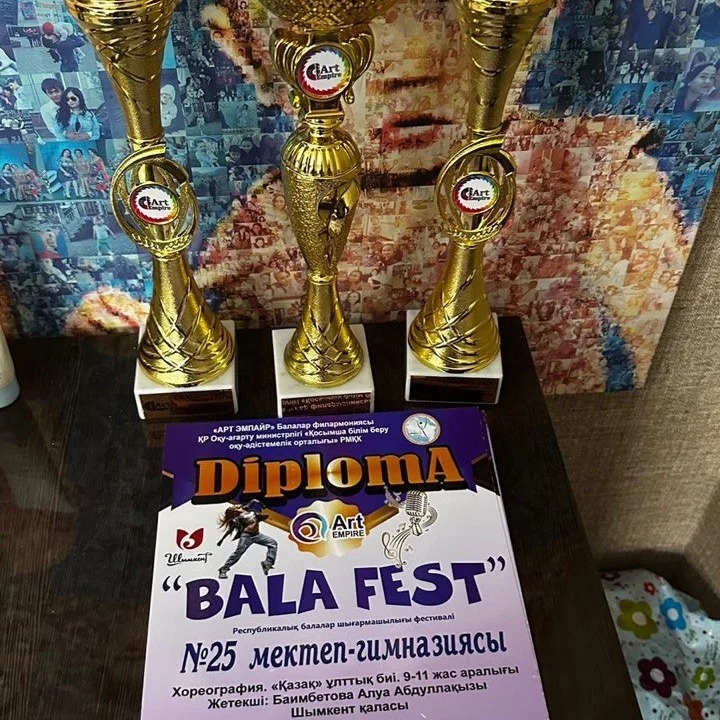 Art
Empire
Art
Empire
Art
Empire
«АРТ ЭМПАЙР» Балалар филармониясы
ҚР Оқу-ағарту министрлігі «Қосымша білім беру
оқу-әдістемелік орталығы» РМҚК
DiplomA
Art
EMPIRE
Шымкент
"BALA FEST"
Республикалық балалар шығармашылығы фестивалі
№25 мектеп-гимназиясы
Хореография. «Қазақ» ұлттық биі. 9-11 жас аралығы
Жетекші: Баимбетова Алуа Абдуллақызы
Шымкент қаласы